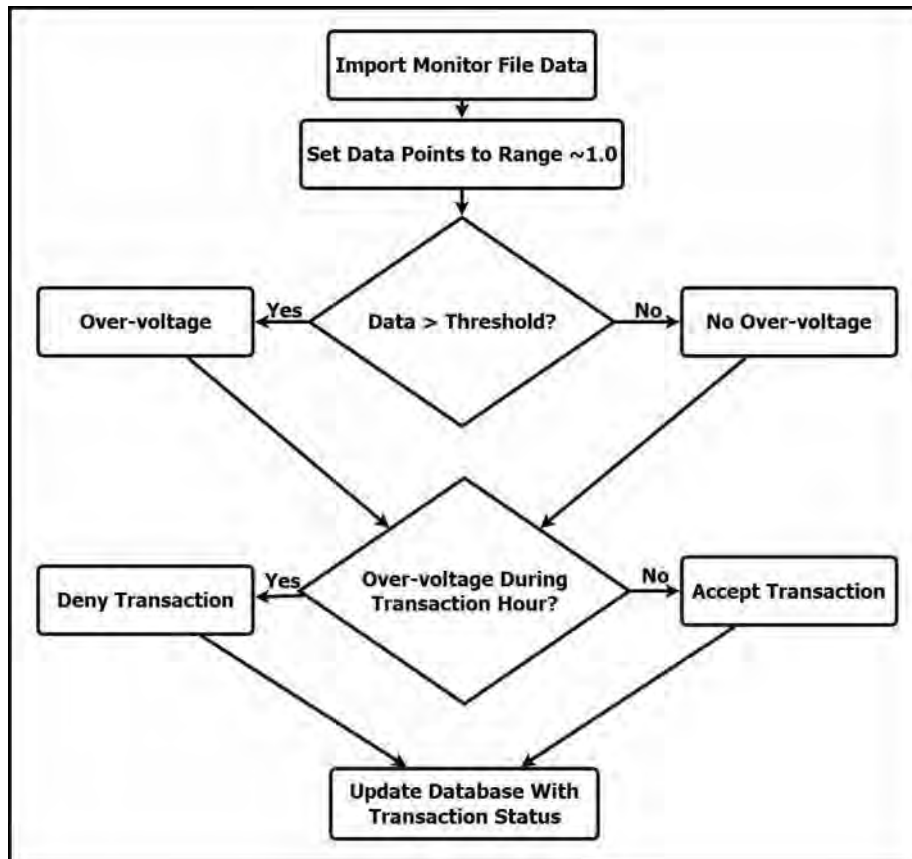 Import Monitor File Data
Set Data Points to Range ~1.0
Over-voltage
Yes
Data > Threshold?
No
No Over-voltage
Deny Transaction
Yes
Over-voltage During
Transaction Hour?
No
Accept Transaction
Update Database With
Transaction Status